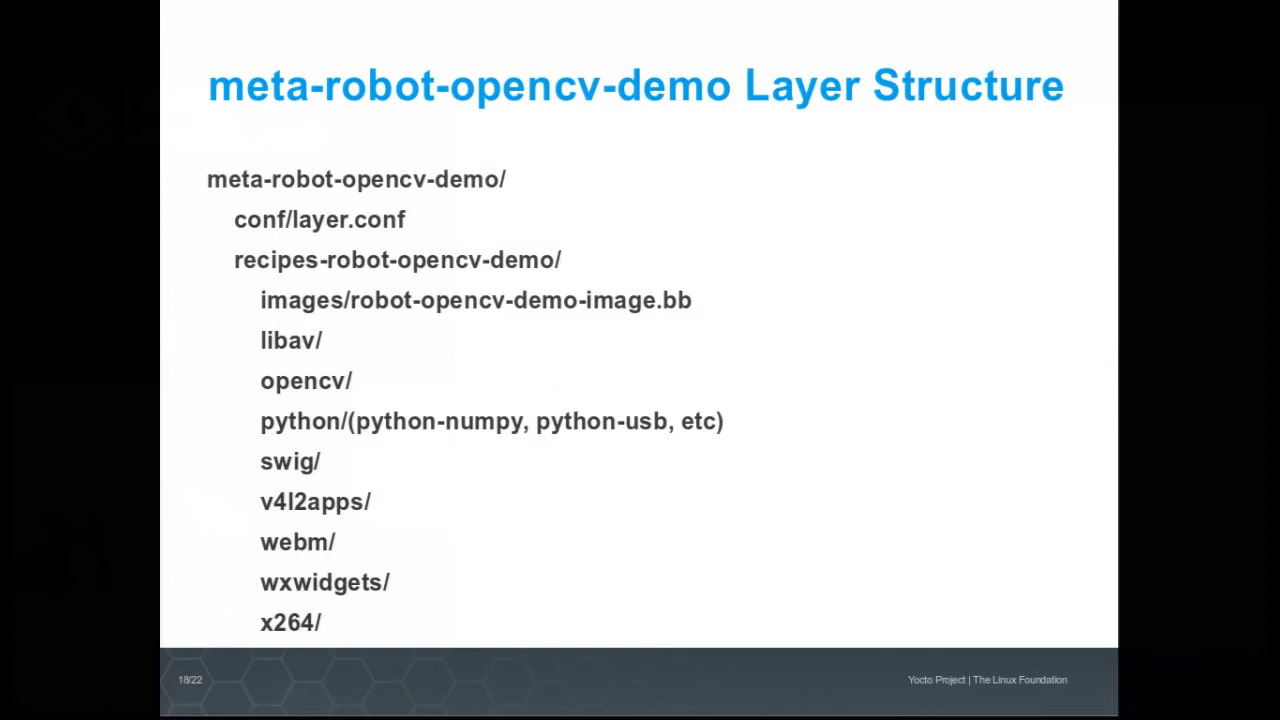 meta-robot-opencv-demo Layer Structure
meta-robot-opencv-demo/
conf/layer.conf
recipes-robot-opencv-demo/
images/robot-opencv-demo-image.bb
libav/
opencv/
python/(python-numpy, python-usb, etc)
swig/
v4l2apps/
webm/
wxwidgets/
x264/
18/22
Yocto Project | The Linux Foundation